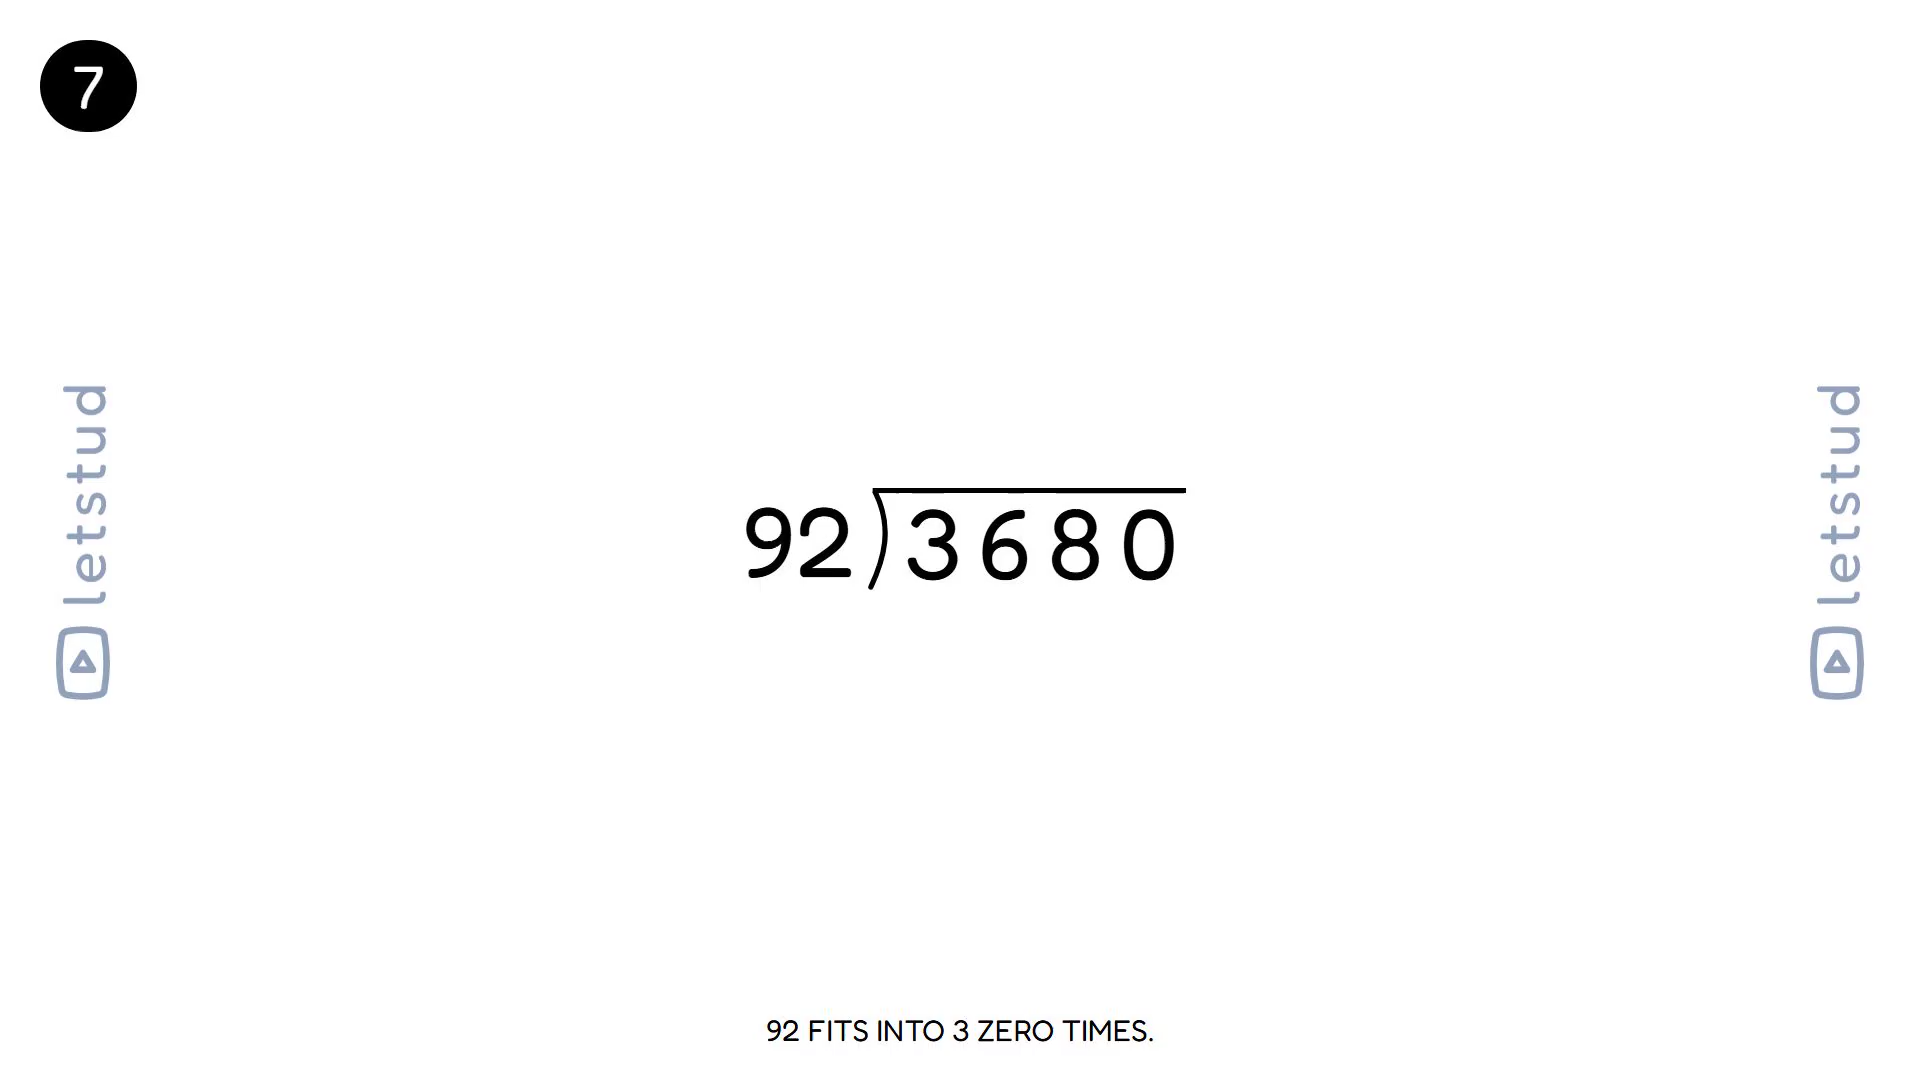 7
letstud
92)3680
letstud
92 FITS INTO 3 ZERO TIMES.